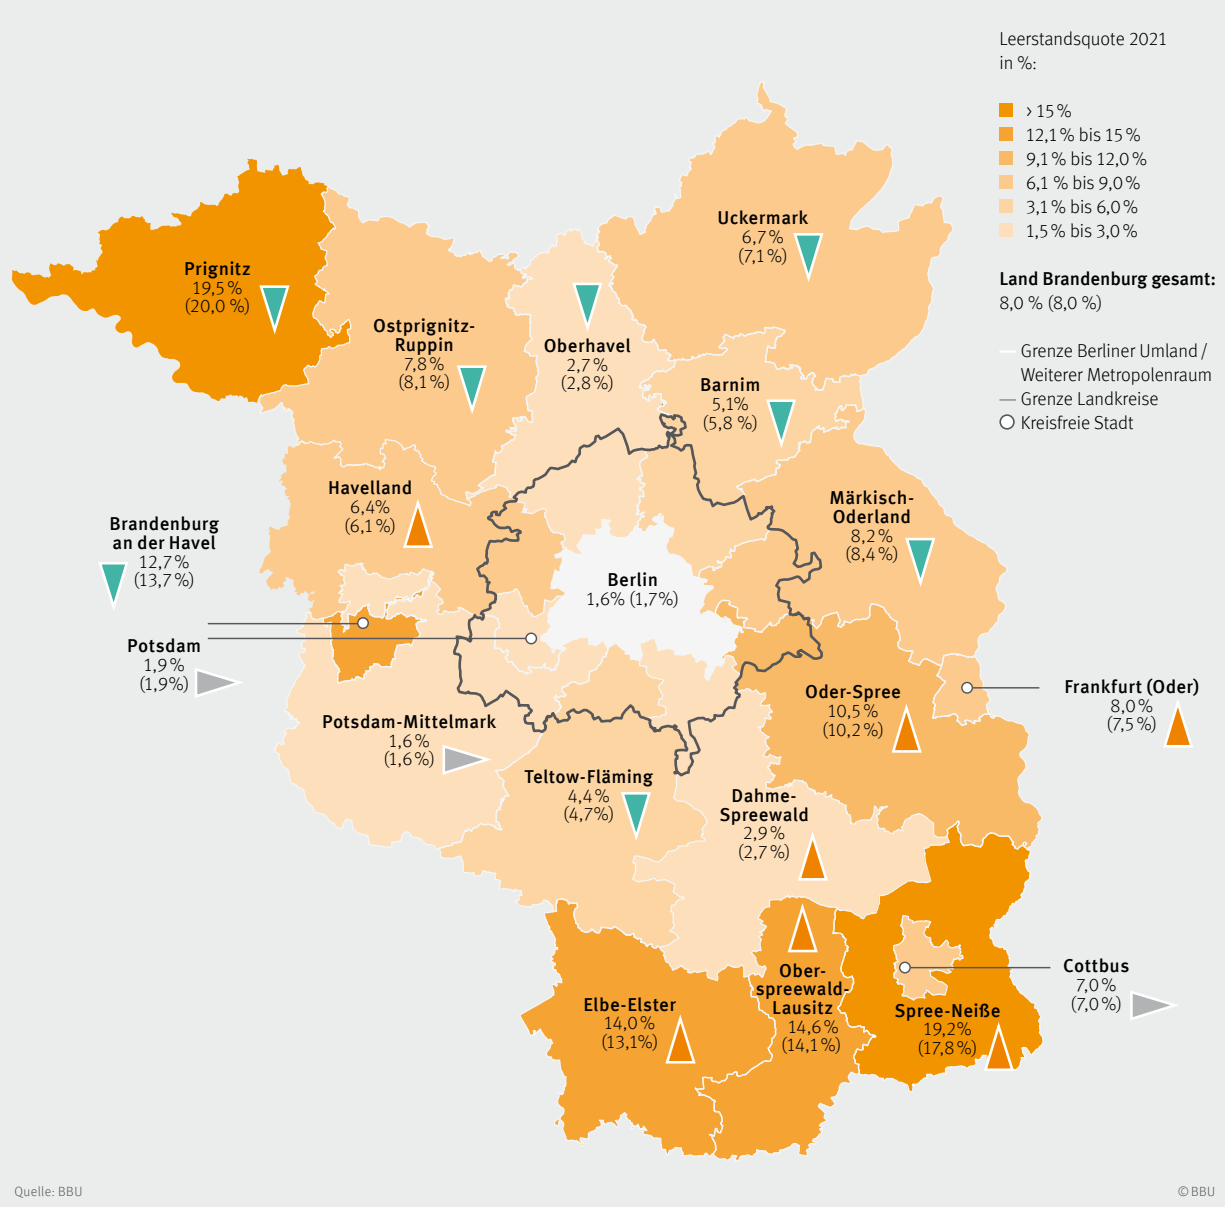 Leerstandsquote 2021
in %:
> 15 %
12,1 % bis 15 %
9,1 % bis 12,0 %
6,1 % bis 9,0 %
3,1 % bis 6,0 %
1,5 % bis 3,0 %
Land Brandenburg gesamt:
8,0 % (8,0 %)
Grenze Berliner Umland /
Weiterer Metropolenraum
Grenze Landkreise
Kreisfreie Stadt
Uckermark
6,7 %
(7,1 %)
Prignitz
19,5 %
(20,0 %)
Ostprignitz-
Ruppin
7,8 %
(8,1 %)
Oberhavel
2,7 %
(2,8 %)
Barnim
5,1%
(5,8 %)
Havelland
6,4%
(6,1 %)
Märkisch-
Oderland
8,2 %
(8,4 %)
Brandenburg
an der Havel
12,7 %
(13,7 %)
Berlin
1,6% (1,7%)
Potsdam
1,9 %
(1,9%)
Potsdam-Mittelmark
1,6 %
(1,6 %)
Oder-Spree
10,5 %
(10,2 %)
Frankfurt (Oder)
8,0 %
(7,5 %)
Teltow-Fläming
4,4 %
(4,7%)
Dahme-
Spreewald
2,9 %
(2,7 %)
Ober-
spreewald-
Lausitz
14,6 %
(14,1 %)
Elbe-Elster
14,0 %
(13,1%)
Cottbus
7,0 %
(7,0 %)
Spree-Neiße
19,2%
(17,8 %)
Quelle: BBU
© BBU